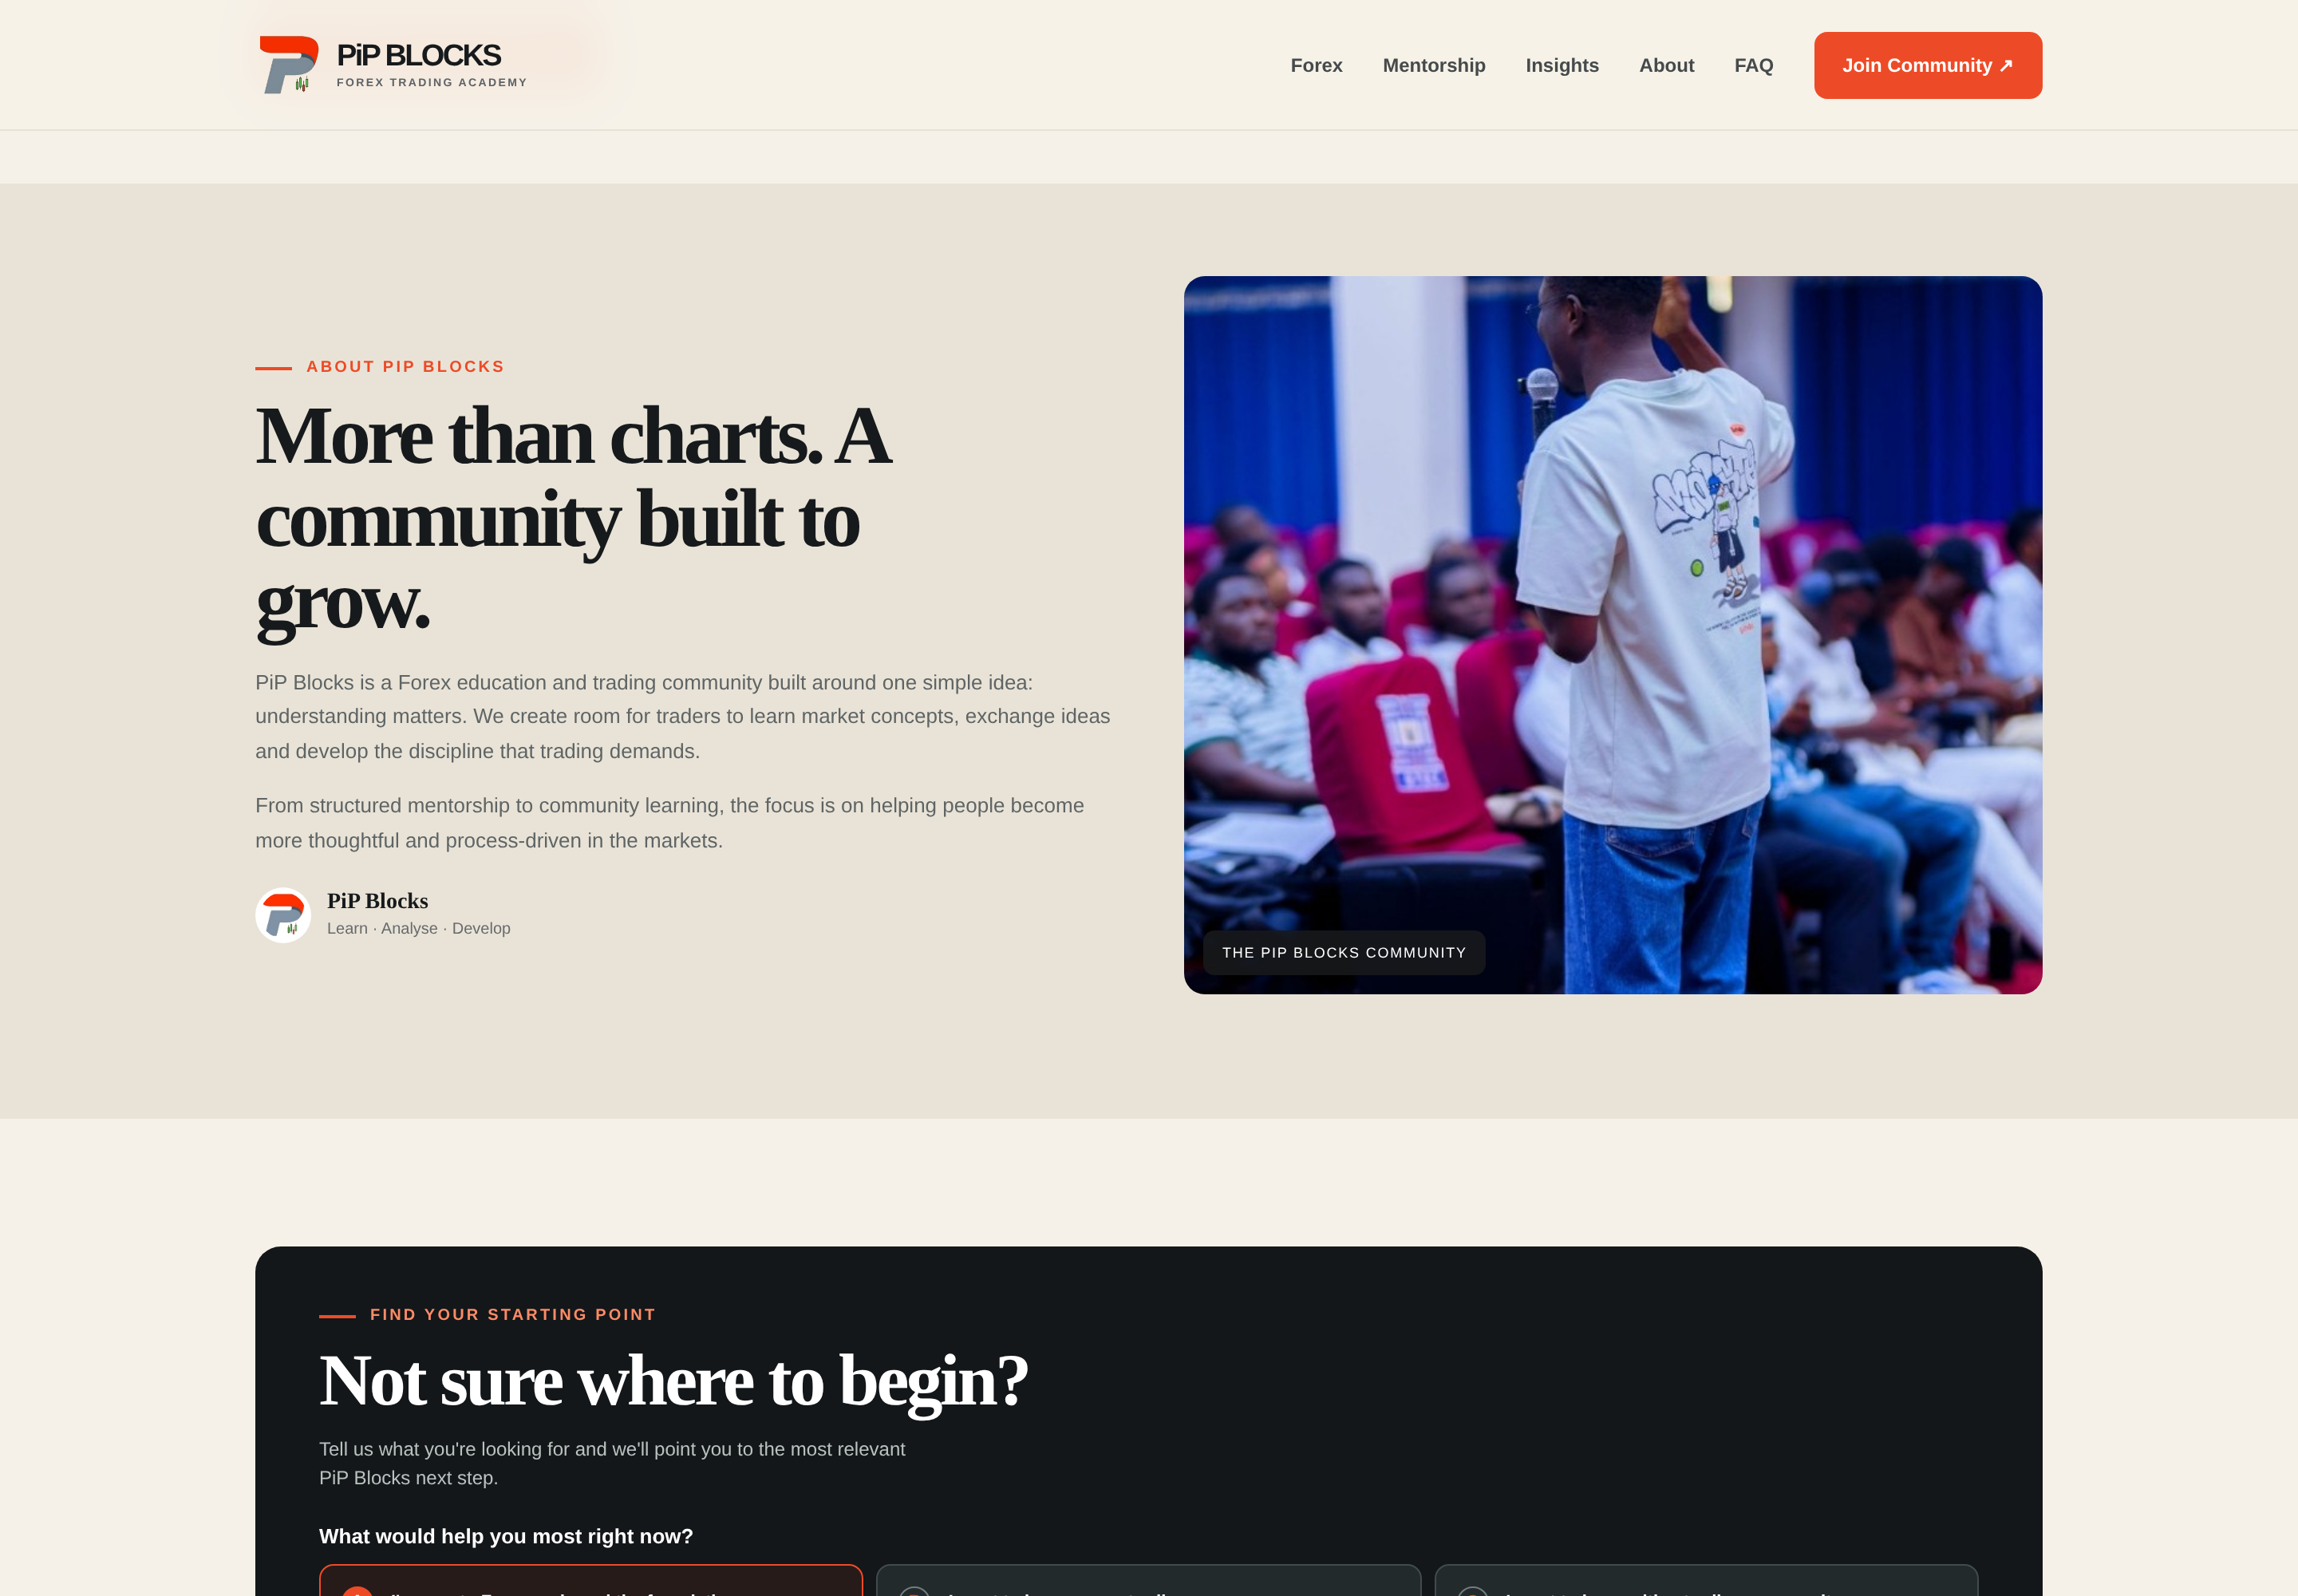 PiP BLOCKS
FOREX TRADING ACADEMY
Forex
Mentorship
Insights
About
FAQ
Join Community ↗
ABOUT PIP BLOCKS
More than charts. A
community built to
grow.
PiP Blocks is a Forex education and trading community built around one simple idea:
understanding matters. We create room for traders to learn market concepts, exchange ideas
and develop the discipline that trading demands.
From structured mentorship to community learning, the focus is on helping people become
more thoughtful and process-driven in the markets.
PiP Blocks
Learn · Analyse · Develop
THE PIP BLOCKS COMMUNITY
FIND YOUR STARTING POINT
Not sure where to begin?
Tell us what you're looking for and we'll point you to the most relevant
PiP Blocks next step.
What would help you most right now?